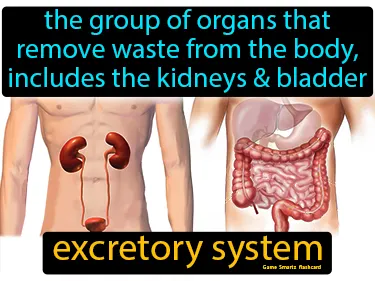 the group of organs that
remove waste from the body,
includes the kidneys & bladder
excretory system
Game Smartz flashcard